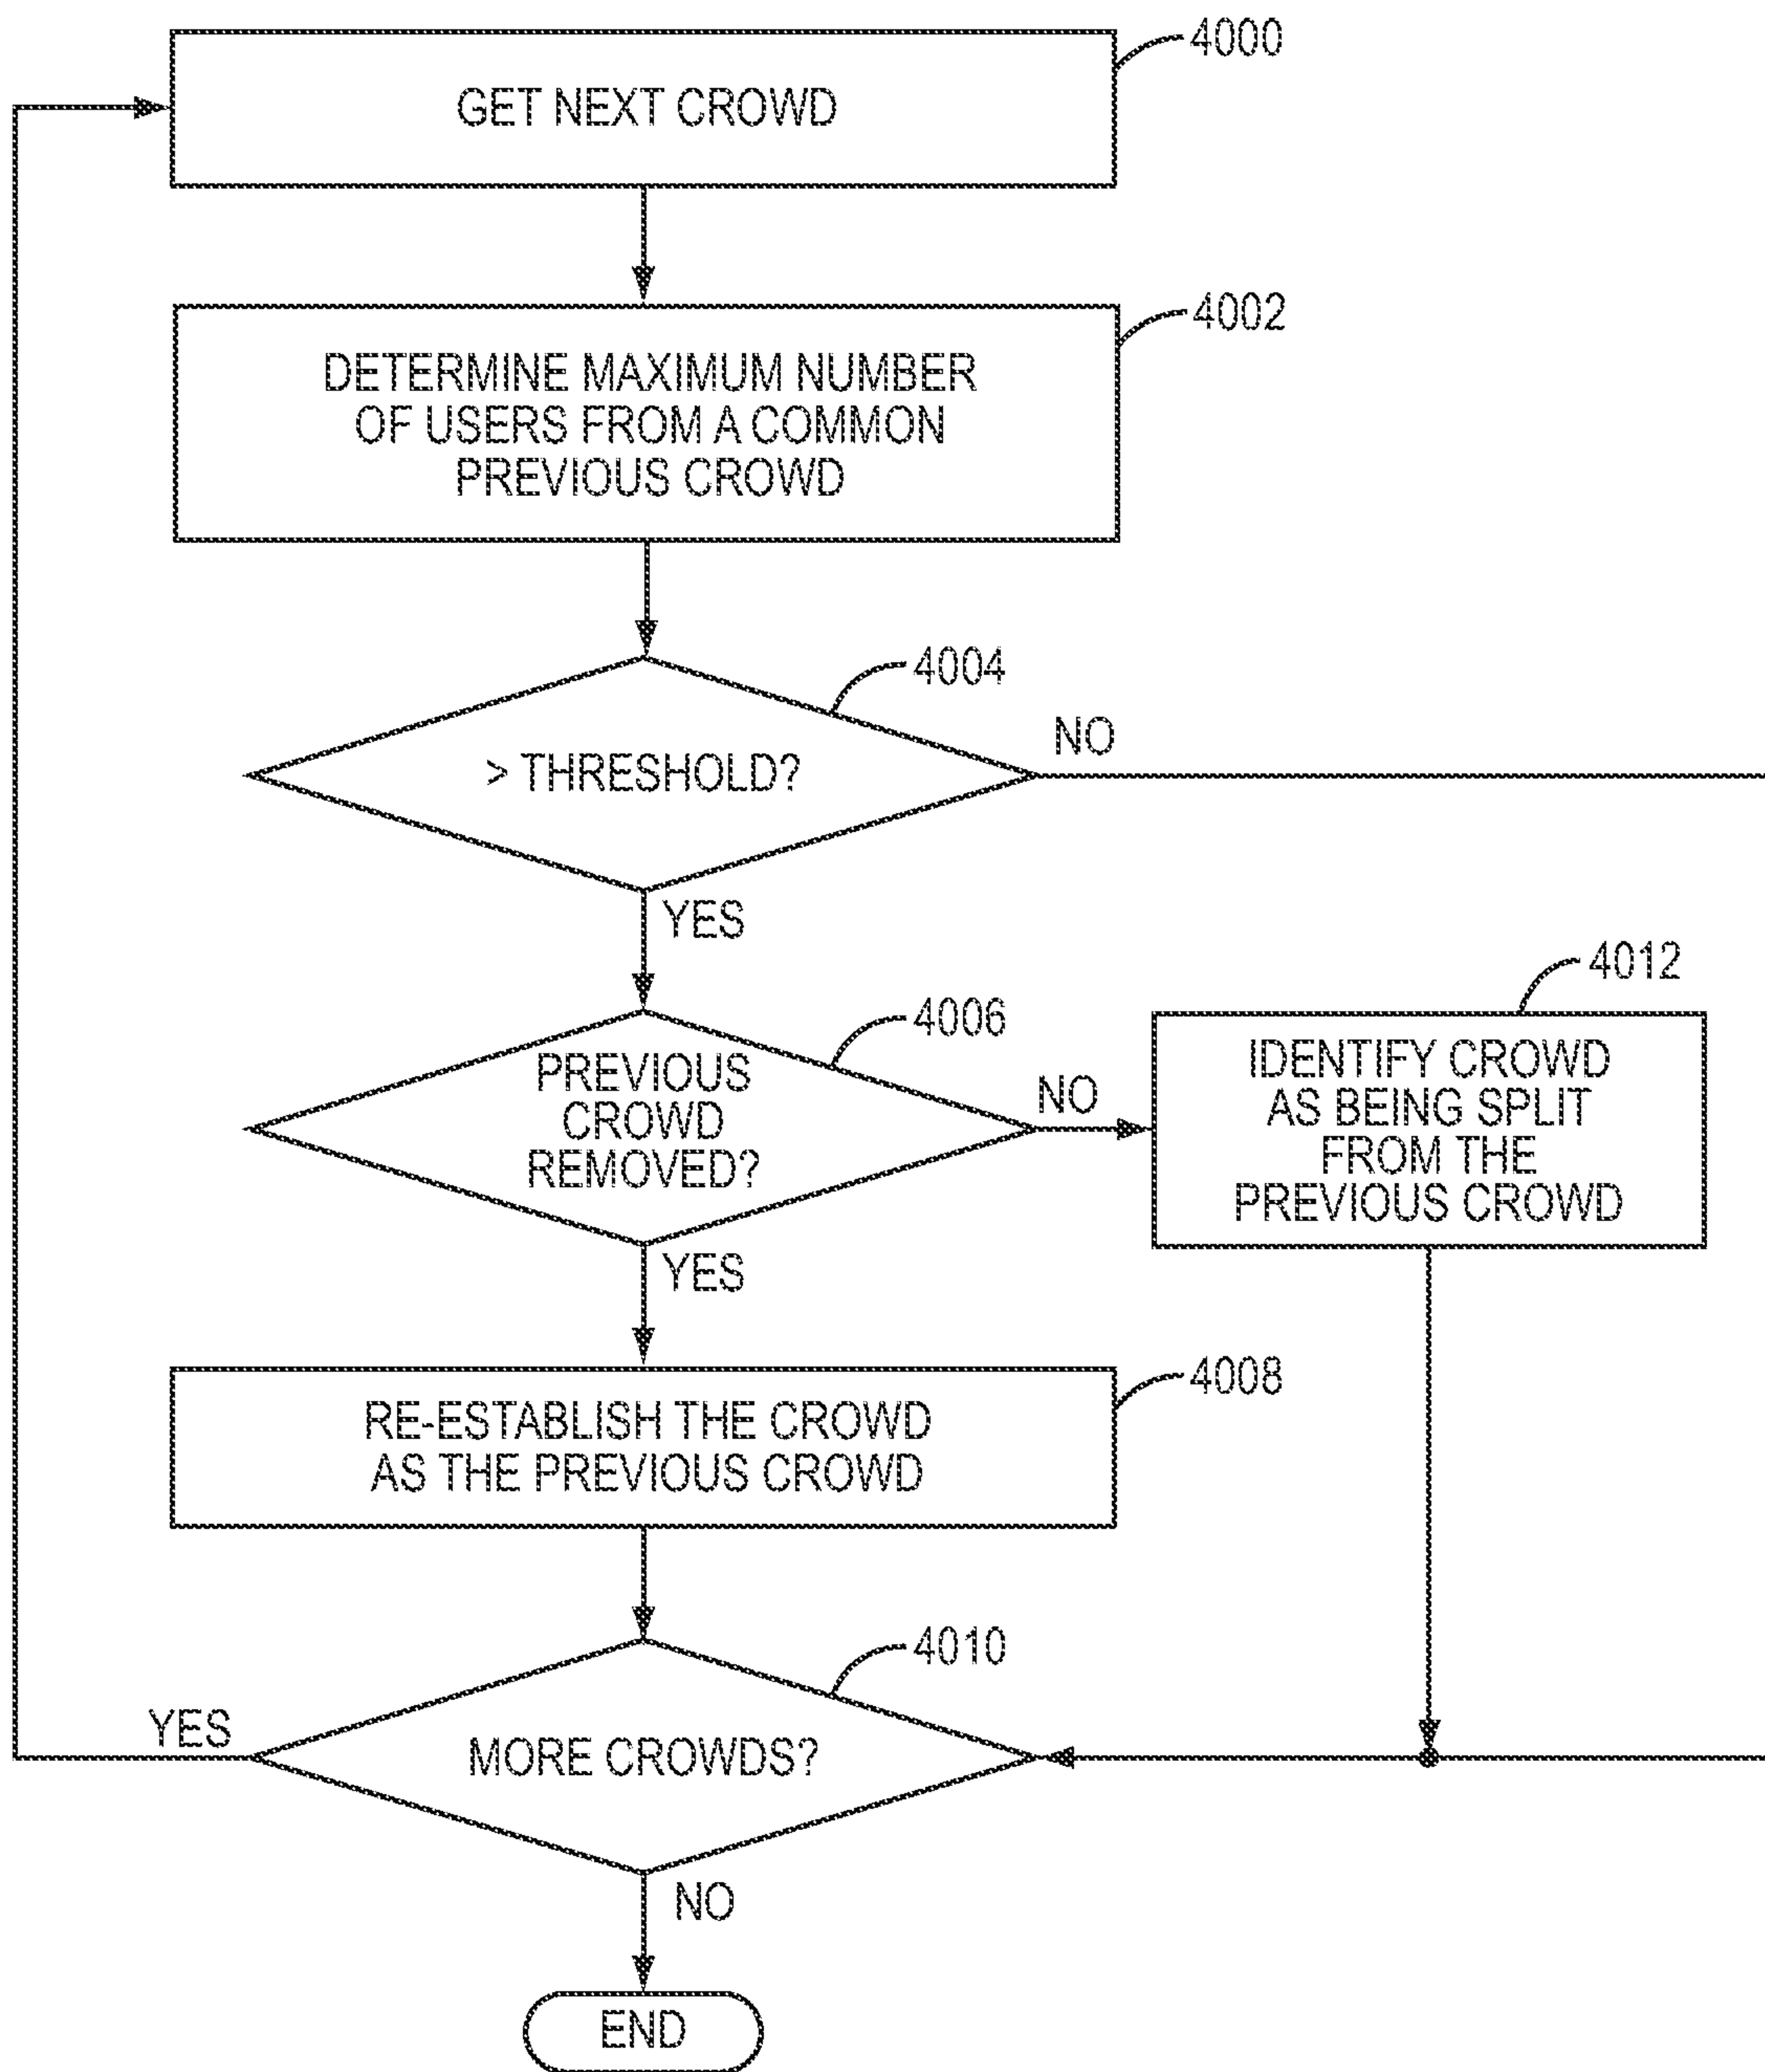 4000
GET NEXT CROWD
4002
DETERMINE MAXIMUM NUMBER
OF USERS FROM A COMMON
PREVIOUS CROWD
4004
> THRESHOLD?
NO
YES
4006
PREVIOUS
CROWD
REMOVED?
NO
4012
IDENTIFY CROWD
AS BEING SPLIT
FROM THE
PREVIOUS CROWD
YES
4008
RE-ESTABLISH THE CROWD
AS THE PREVIOUS CROWD
4010
MORE CROWDS?
YES
NO
END